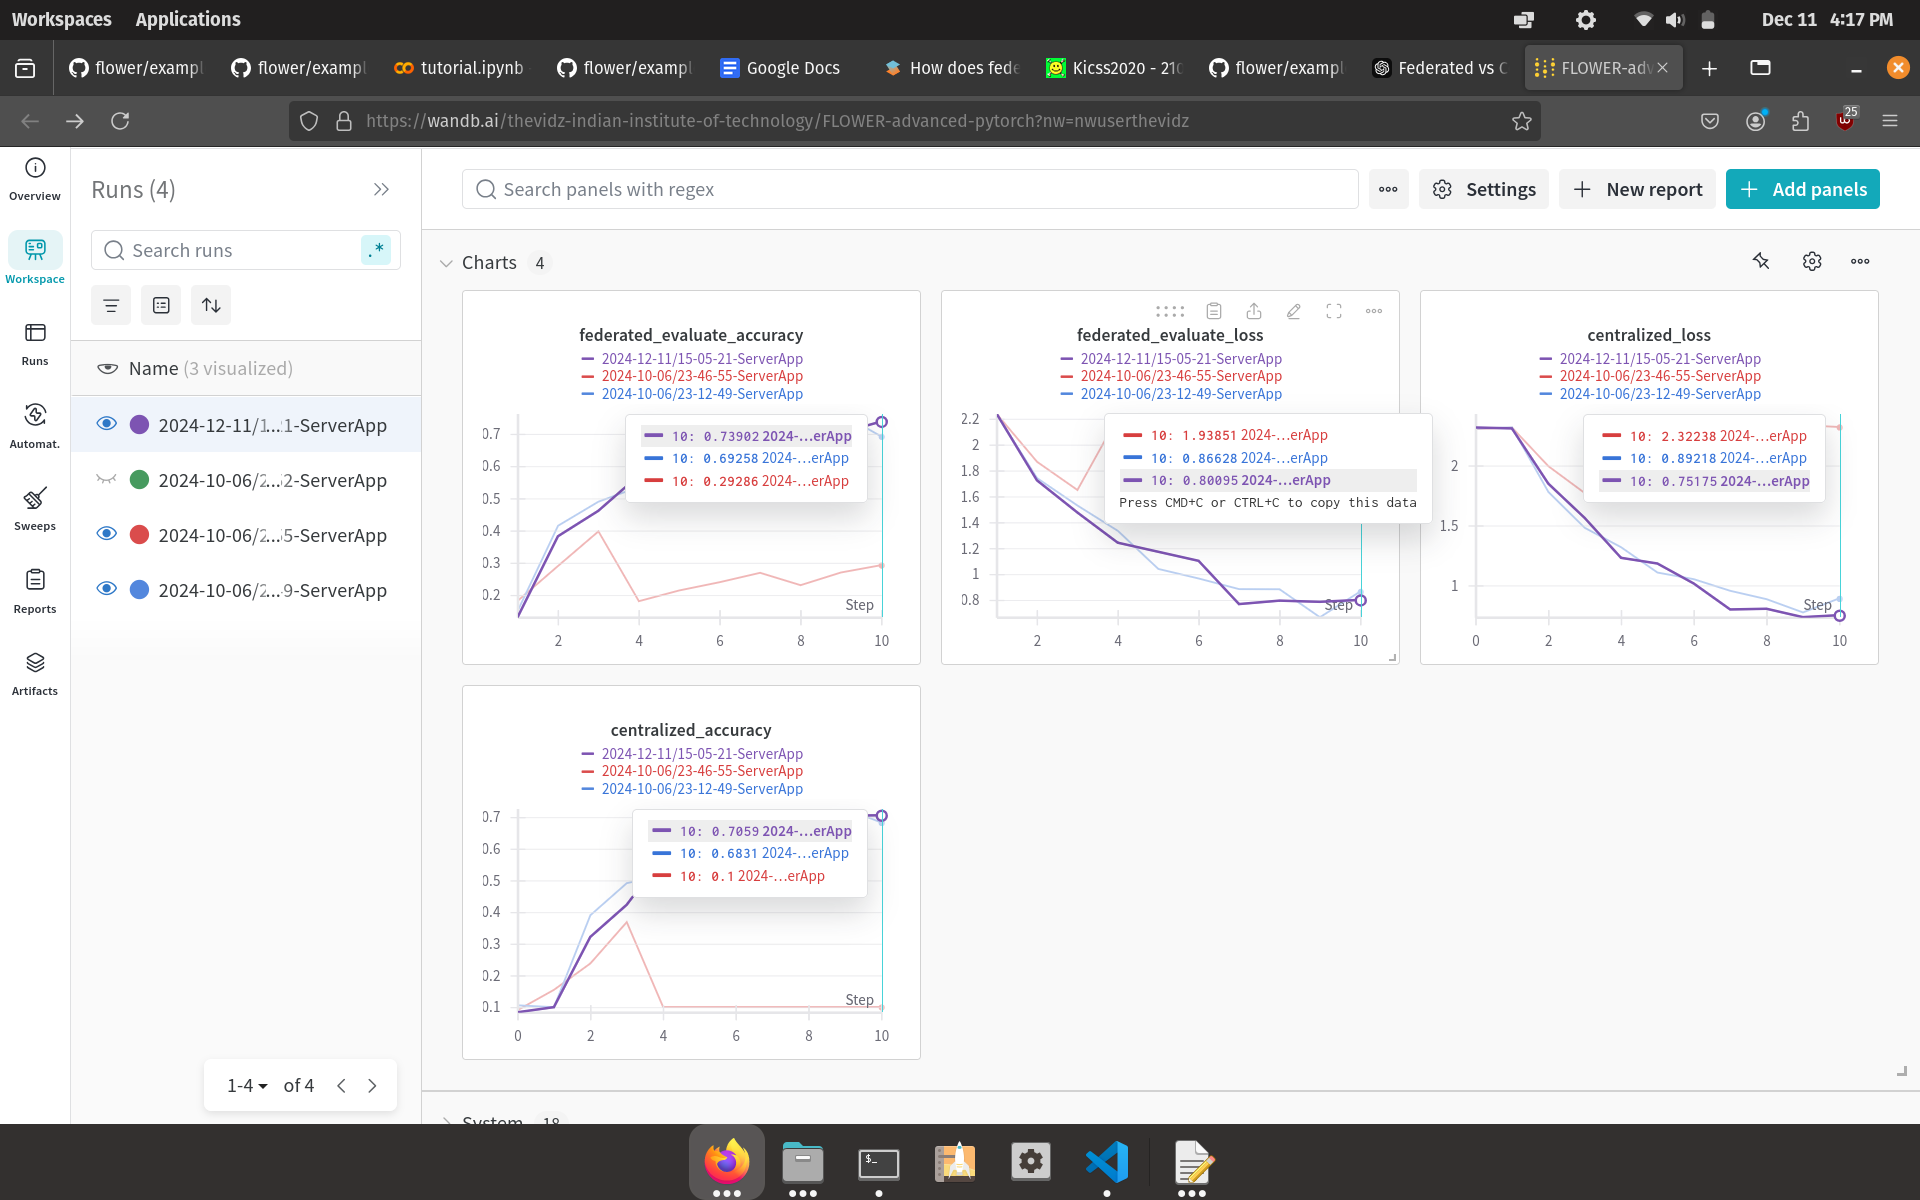 Workspaces Applications Dec 11 4:17 PM
flower/exampl flower/exampl tutorial.ipynb flower/exampl Google Docs How does fede Kicss2020 - 210 flower/exampl Federated vs C FLOWER-adv
https://wandb.ai/thevidz-indian-institute-of-technology/FLOWER-advanced-pytorch?nw=nwuserthevidz 25
Overview
Workspace
Runs
Automat.
Sweeps
Reports
Artifacts
Runs (4)
Search runs .*
Name (3 visualized)
2024-12-11/1...:1-ServerApp
2024-10-06/2...:2-ServerApp
2024-10-06/2...:5-ServerApp
2024-10-06/2...-9-ServerApp
1-4 of 4
Search panels with regex Settings New report Add panels
Charts 4
federated_evaluate_accuracy
2024-12-11/15-05-21-ServerApp
2024-10-06/23-46-55-ServerApp
2024-10-06/23-12-49-ServerApp
10: 0.73902 2024-...erApp
10: 0.69258 2024-...erApp
10: 0.29286 2024-...erApp
0.7
0.6
0.5
0.4
0.3
0.2
Step
2 4 6 8 10
federated_evaluate_loss
2024-12-11/15-05-21-ServerApp
2024-10-06/23-46-55-ServerApp
2024-10-06/23-12-49-ServerApp
10: 1.93851 2024-...erApp
10: 0.86628 2024-...erApp
10: 0.80095 2024-...erApp
Press CMD+C or CTRL+C to copy this data
2.2
2
1.8
1.6
1.4
1.2
1
0.8
Step
2 4 6 8 10
centralized_loss
2024-12-11/15-05-21-ServerApp
2024-10-06/23-46-55-ServerApp
2024-10-06/23-12-49-ServerApp
10: 2.32238 2024-...erApp
10: 0.89218 2024-...erApp
10: 0.75175 2024-...erApp
2
1.5
1
Step
0 2 4 6 8 10
centralized_accuracy
2024-12-11/15-05-21-ServerApp
2024-10-06/23-46-55-ServerApp
2024-10-06/23-12-49-ServerApp
10: 0.7059 2024-...erApp
10: 0.6831 2024-...erApp
10: 0.1 2024-...erApp
0.7
0.6
0.5
0.4
0.3
0.2
0.1
Step
0 2 4 6 8 10
System 18